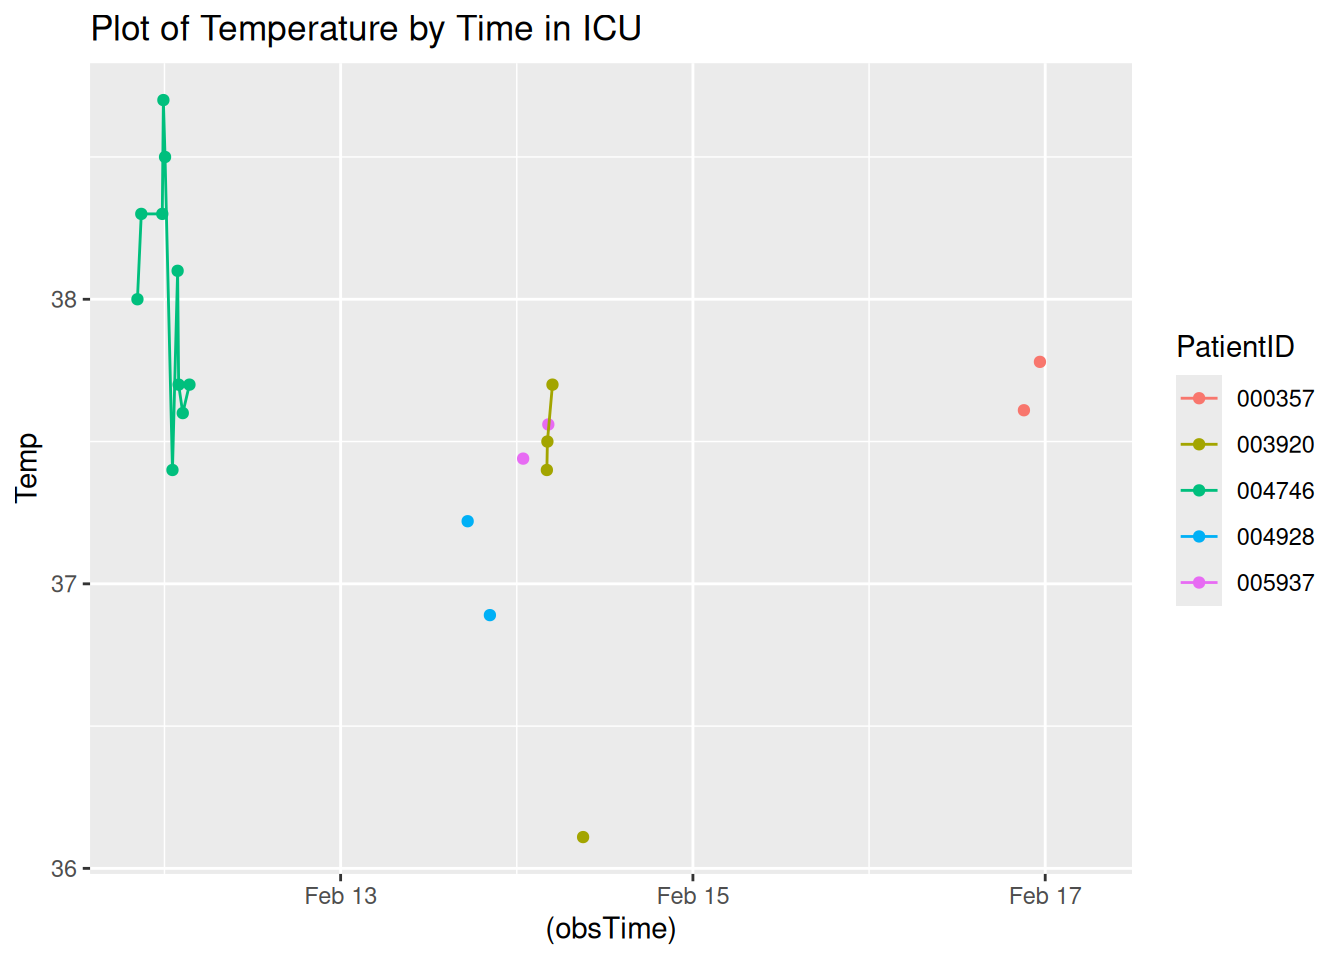 Plot of Temperature by Time in ICU
Temp
38
37
36
Feb 13
Feb 15
Feb 17
(obsTime)
PatientID
000357
003920
004746
004928
005937